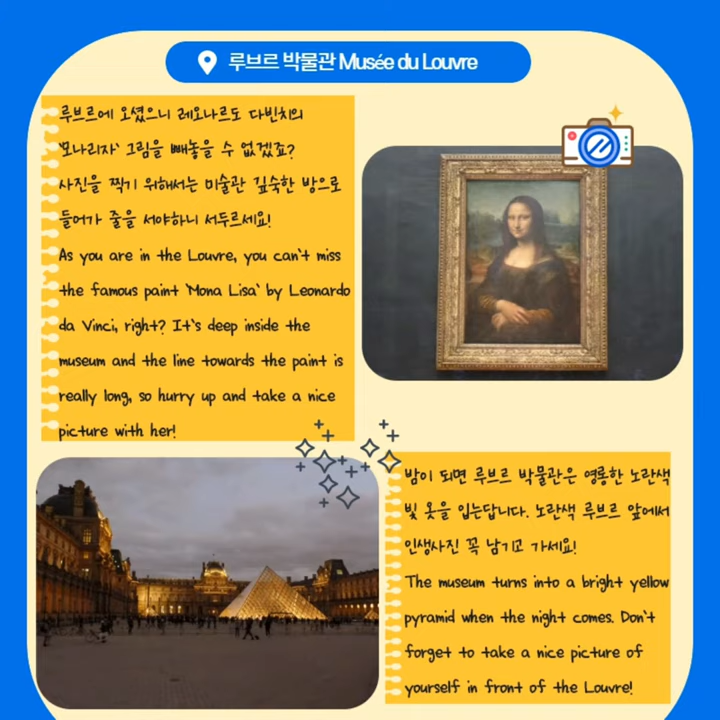 루브르 박물관 Musée du Louvre
루브르에 오셨으니 레오나르도 다빈치의
'모나리자' 그림을 빼놓을 수 없겠죠?
사진을 찍기 위해서는 미술관 깊숙한 방으로
들어가 줄을 서야하니 서두르세요!
As you are in the Louvre, you can't miss
the famous paint 'Mona Lisa' by Leonardo
da Vinci, right? It's deep inside the
museum and the line towards the paint is
really long, so hurry up and take a nice
picture with her!
밤이 되면 루브르 박물관은 영롱한 노란색
빛 옷을 입는답니다. 노란색 루브르 앞에서
인생사진 꼭 남기고 가세요!
The museum turns into a bright yellow
pyramid when the night comes. Don't
forget to take a nice picture of
yourself in front of the Louvre!